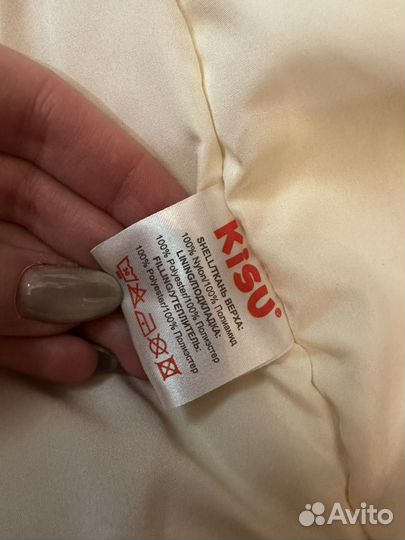 KiSU
SHELL/ТКАНЬ ВЕРХА:
100% Nylon/100% Полиамид
LINING/ПОДКЛАДКА:
100% Polyester/100% Полиэстер
FILLING/УТЕПЛИТЕЛЬ:
100% Polyester/100% Полиэстер
Avito